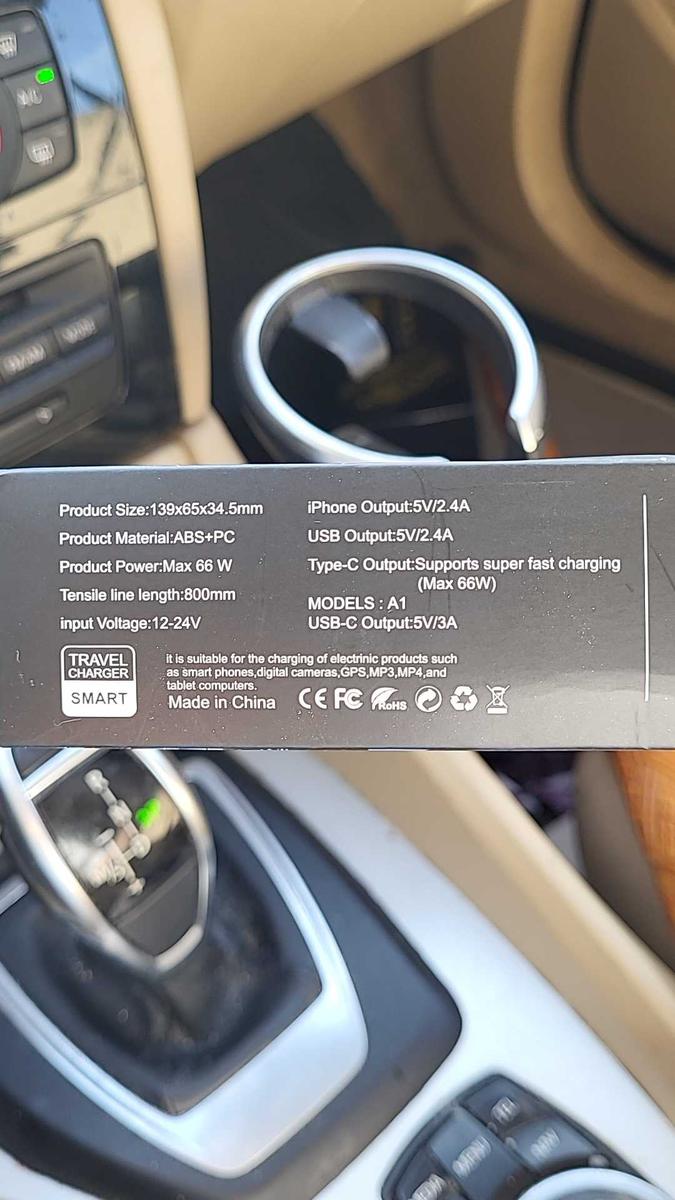 Product Size:139x65x34.5mm
Product Material:ABS+PC
Product Power:Max 66 W
Tensile line length:800mm
input Voltage:12-24V
iPhone Output:5V/2.4A
USB Output:5V/2.4A
Type-C Output:Supports super fast charging
(Max 66W)
MODELS : A1
USB-C Output:5V/3A
TRAVEL
CHARGER
SMART
it is suitable for the charging of electrinic products such
as smart phones,digital cameras,GPS,MP3,MP4,and
tablet computers.
Made in China
CE FC RoHS